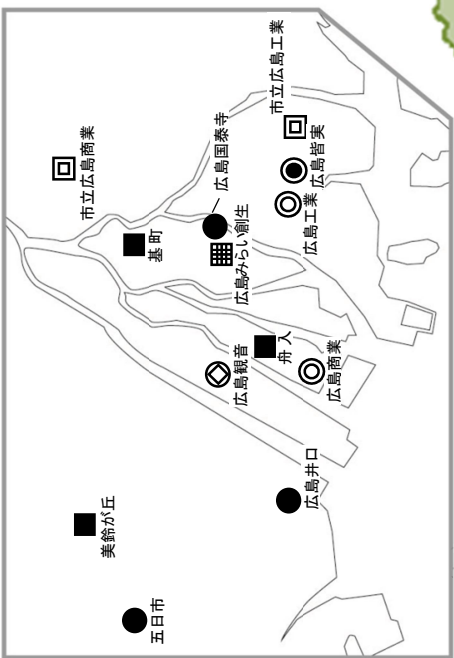 市立広島商業
市立広島工業
広島国泰寺
広島皆実
広島工業
基町
広島みらい創生
舟入
広島観音
広島商業
広島井口
美鈴が丘
五日市